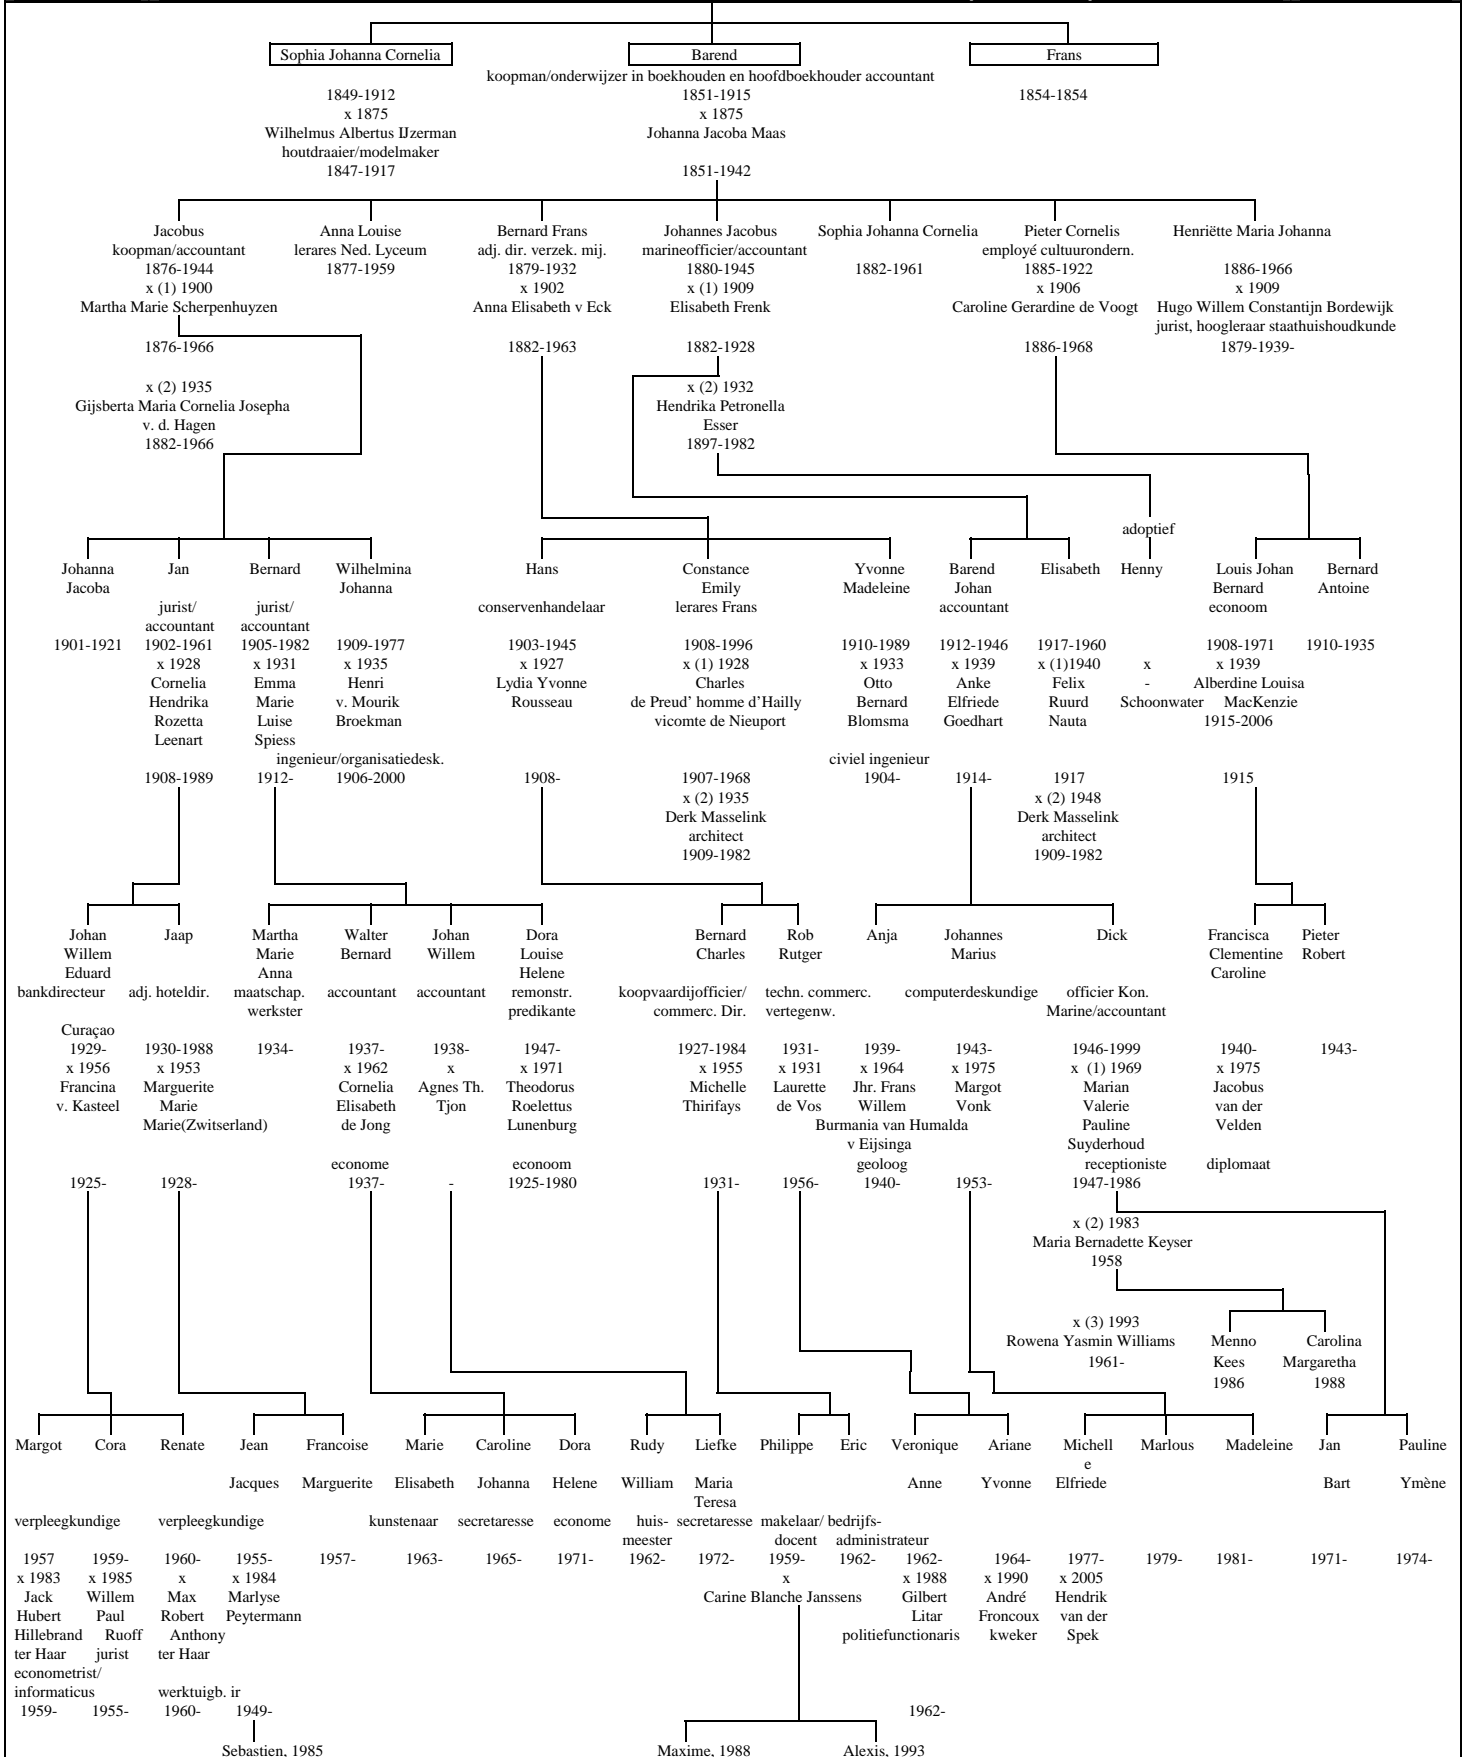 Sophia Johanna Cornelia Barend Frans
koopman/onderwijzer in boekhouden en hoofdboekhouder accountant
1849-1912 1851-1915 1854-1854
x 1875 x 1875
Wilhelmus Albertus IJzerman Johanna Jacoba Maas
houtdraaier/modelmaker
1847-1917 1851-1942
Jacobus Anna Louise Bernard Frans Johannes Jacobus Sophia Johanna Cornelia Pieter Cornelis Henriëtte Maria Johanna
koopman/accountant lerares Ned. Lyceum adj. dir. verzek. mij. marineofficier/accountant employé cultuurondern.
1876-1944 1877-1959 1879-1932 1880-1945 1882-1961 1885-1922 1886-1966
x (1) 1900 x 1902 x (1) 1909 x 1906 x 1909
Martha Marie Scherpenhuyzen Anna Elisabeth v Eck Elisabeth Frenk Caroline Gerardine de Voogt Hugo Willem Constantijn Bordewijk
jurist, hoogleraar staathuishoudkunde
1876-1966 1882-1963 1882-1928 1886-1968 1879-1939-
x (2) 1935 x (2) 1932
Gijsberta Maria Cornelia Josepha Hendrika Petronella
v. d. Hagen Esser
1882-1966 1897-1982
adoptief
Johanna Jan Bernard Wilhelmina Hans Constance Yvonne Barend Elisabeth Henny Louis Johan Bernard
Jacoba Johanna Emily Madeleine Johan Bernard Antoine
jurist/ jurist/ conservenhandelaar lerares Frans accountant econoom
accountant accountant
1901-1921 1902-1961 1905-1982 1909-1977 1903-1945 1908-1996 1910-1989 1912-1946 1917-1960 1908-1971 1910-1935
x 1928 x 1931 x 1935 x 1927 x (1) 1928 x 1933 x 1939 x (1)1940 x x 1939
Cornelia Emma Henri Lydia Yvonne Charles Otto Anke Felix - Alberdine Louisa
Hendrika Marie v. Mourik Rousseau de Preud' homme d'Hailly Bernard Elfriede Ruurd Schoonwater MacKenzie
Rozetta Luise Broekman vicomte de Nieuport Blomsma Goedhart Nauta 1915-2006
Leenart Spiess
ingenieur/organisatiedesk. civiel ingenieur
1908-1989 1912- 1906-2000 1908- 1907-1968 1904- 1914- 1917 1915
x (2) 1935 x (2) 1948
Derk Masselink Derk Masselink
architect architect
1909-1982 1909-1982
Johan Jaap Martha Walter Johan Dora Bernard Rob Anja Johannes Dick Francisca Pieter
Willem Marie Bernard Willem Louise Charles Rutger Marius Clementine Robert
Eduard Anna Helene Caroline
bankdirecteur adj. hoteldir. maatschap. accountant accountant remonstr. koopvaardijofficier/ techn. commerc. computerdeskundige officier Kon.
werkster predikante commerc. Dir. vertegenw. Marine/accountant
Curaçao
1929- 1930-1988 1934- 1937- 1938- 1947- 1927-1984 1931- 1939- 1943- 1946-1999 1940- 1943-
x 1956 x 1953 x 1962 x x 1971 x 1955 x 1931 x 1964 x 1975 x (1) 1969 x 1975
Francina Marguerite Cornelia Agnes Th. Theodorus Michelle Laurette Jhr. Frans Margot Marian Jacobus
v. Kasteel Marie Elisabeth Tjon Roelettus Thirifays de Vos Willem Vonk Valerie van der
Marie(Zwitserland) de Jong Lunenburg Burmania van Humalda Pauline Velden
v Eijsinga Suyderhoud
econome econoom geoloog receptioniste diplomaat
1925- 1928- 1937- - 1925-1980 1931- 1956- 1940- 1953- 1947-1986
x (2) 1983
Maria Bernadette Keyser
1958
x (3) 1993 Menno Carolina
Rowena Yasmin Williams Kees Margaretha
1961- 1986 1988
Margot Cora Renate Jean Francoise Marie Caroline Dora Rudy Liefke Philippe Eric Veronique Ariane Michell Marlous Madeleine Jan Pauline
e
Jacques Marguerite Elisabeth Johanna Helene William Maria Anne Yvonne Elfriede Bart Ymène
Teresa
verpleegkundige verpleegkundige kunstenaar secretaresse econome huis- secretaresse makelaar/ bedrijfs-
meester docent administrateur
1957 1959- 1960- 1955- 1957- 1963- 1965- 1971- 1962- 1972- 1959- 1962- 1962- 1964- 1977- 1979- 1981- 1971- 1974-
x 1983 x 1985 x x 1984 x x 1988 x 1990 x 2005
Jack Willem Max Marlyse Carine Blanche Janssens Gilbert André Hendrik
Hubert Paul Robert Peytermann Litar Froncoux van der
Hillebrand Ruoff Anthony politiefunctionaris kweker Spek
ter Haar jurist ter Haar
econometrist/
informaticus werktuigb. ir
1959- 1955- 1960- 1949- 1962-
Sebastien, 1985 Maxime, 1988 Alexis, 1993